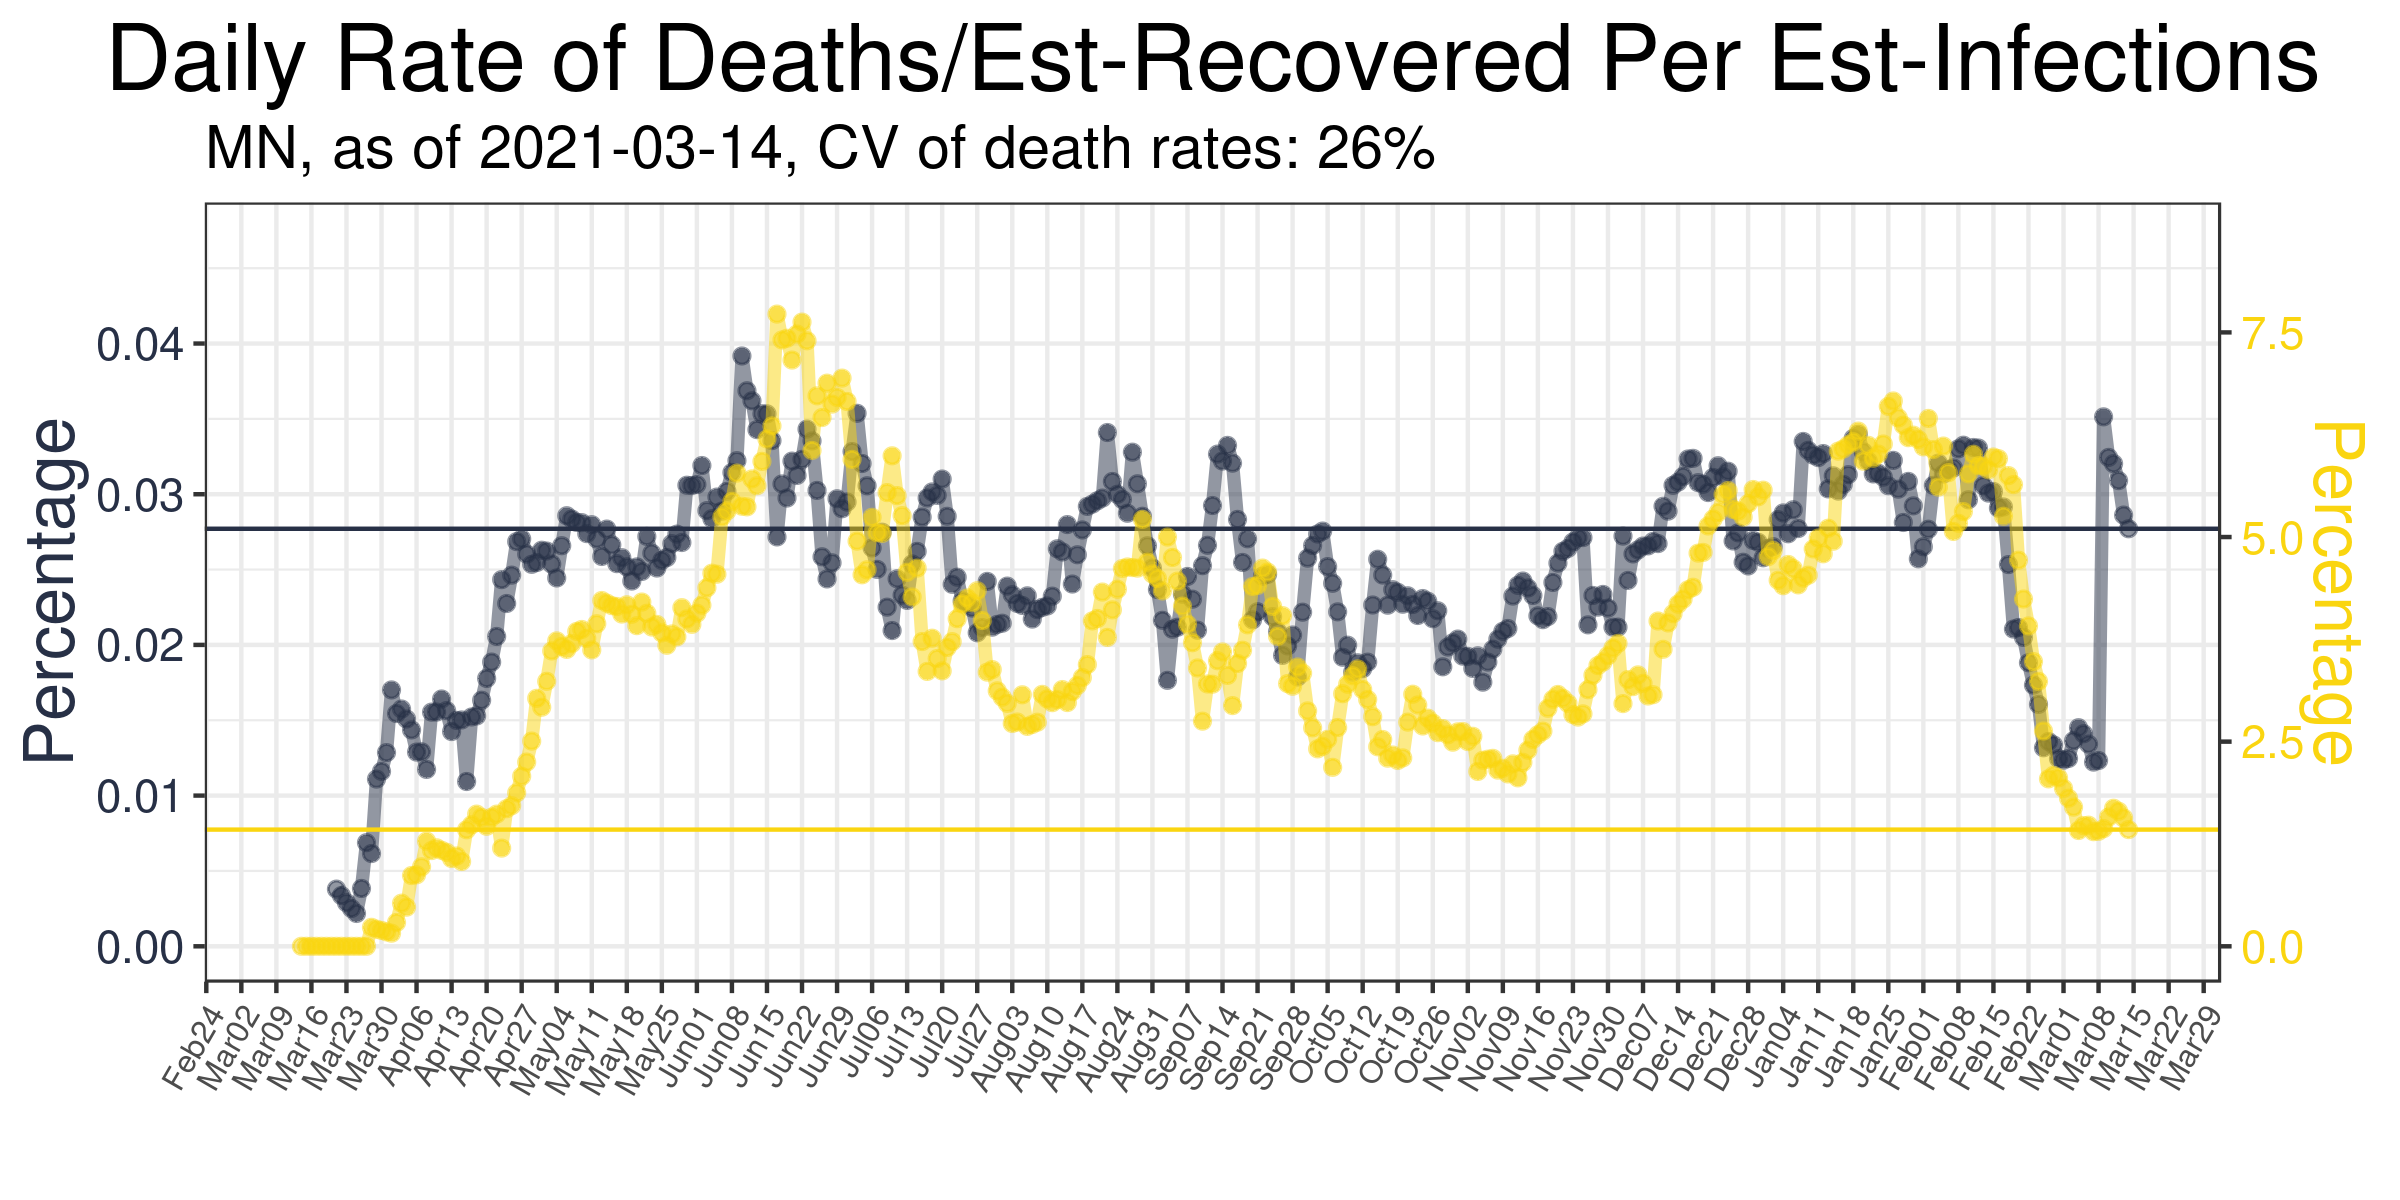 Daily Rate of Deaths/Est-Recovered Per Est-Infections
MN, as of 2021-03-14, CV of death rates: 26%
Percentage
0.04
0.03
0.02
0.01
0.00
7.5
5.0
2.5
0.0
Percentage
Feb24 Mar02 Mar09 Mar16 Mar23 Mar30 Apr06 Apr13 Apr20 Apr27 May04 May11 May18 May25 Jun01 Jun08 Jun15 Jun22 Jun29 Jul06 Jul13 Jul20 Jul27 Aug03 Aug10 Aug17 Aug24 Aug31 Sep07 Sep14 Sep21 Sep28 Oct05 Oct12 Oct19 Oct26 Nov02 Nov09 Nov16 Nov23 Nov30 Dec07 Dec14 Dec21 Dec28 Jan04 Jan11 Jan18 Jan25 Feb01 Feb08 Feb15 Feb22 Mar01 Mar08 Mar15 Mar22 Mar29